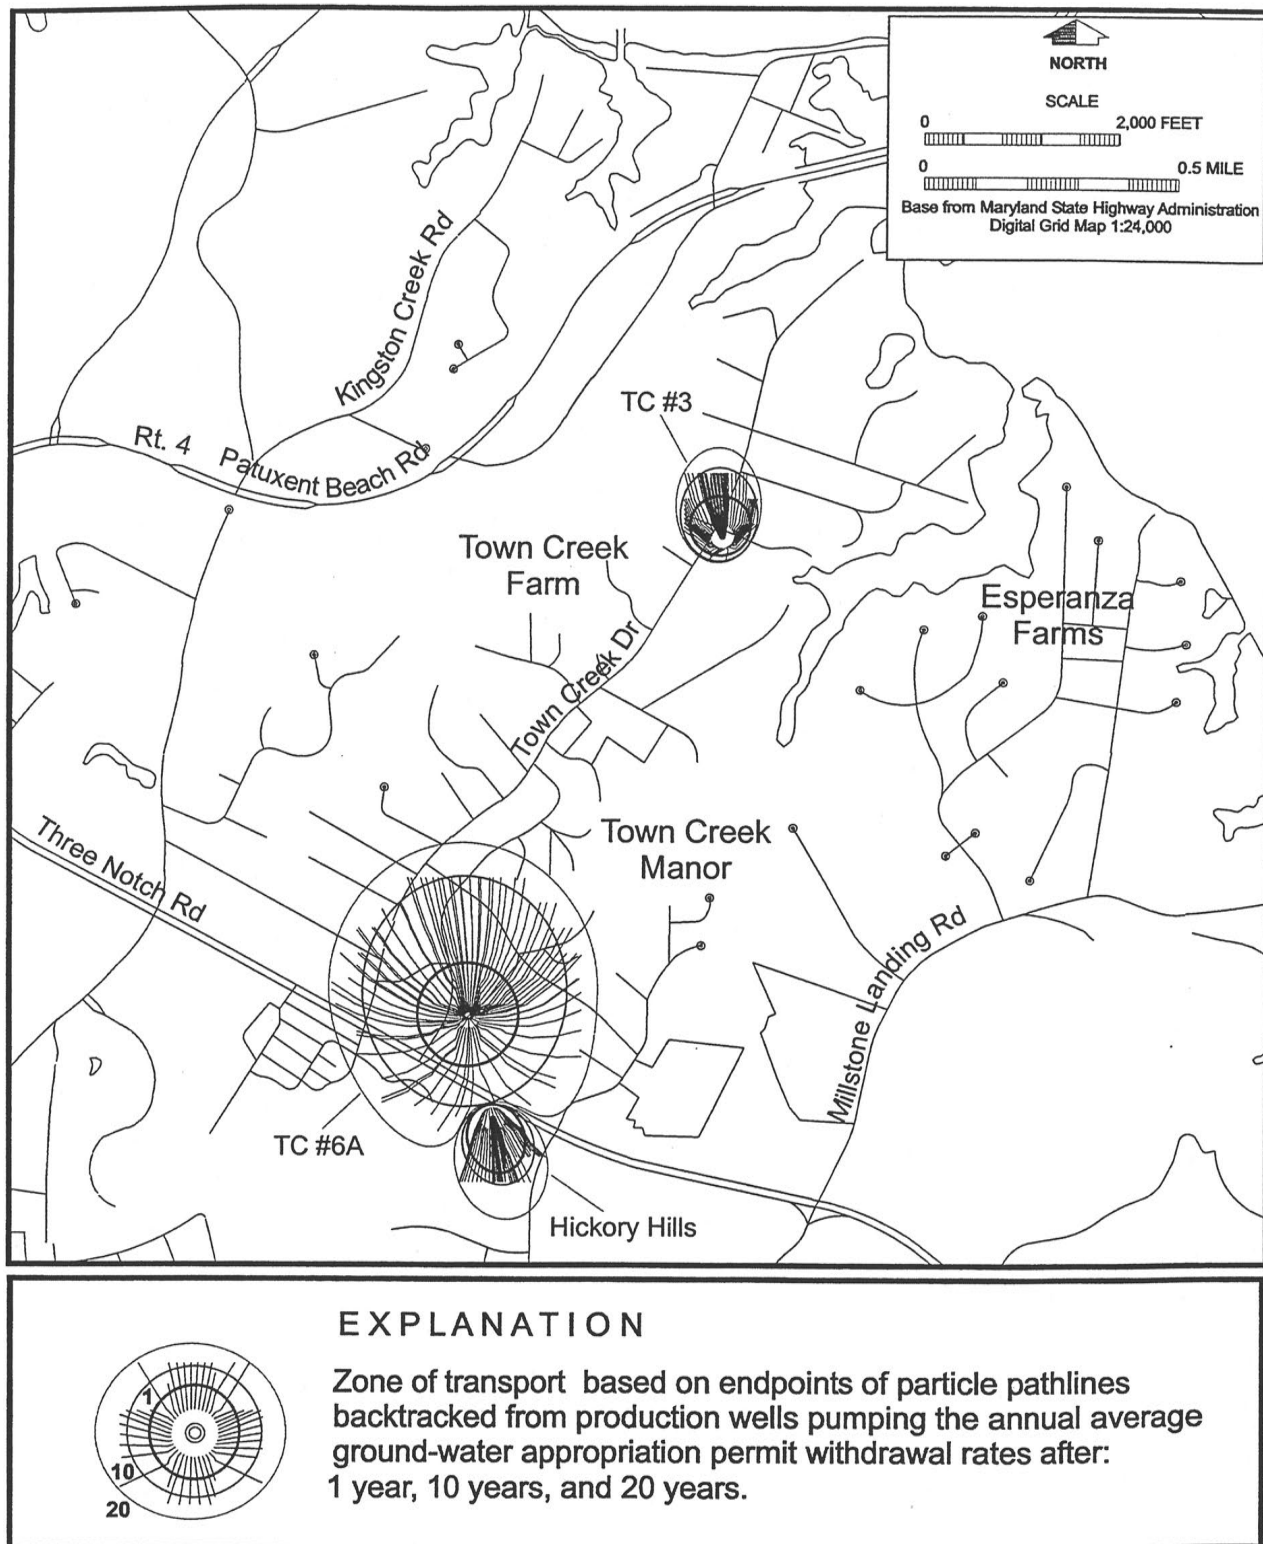 NORTH
SCALE
0 2,000 FEET
0 0.5 MILE
Base from Maryland State Highway Administration
Digital Grid Map 1:24,000
Kingston Creek Rd
TC #3
Rt. 4 Patuxent Beach Rd
Town Creek
Farm
Esperanza
Farms
Town Creek Dr
Three Notch Rd
Town Creek
Manor
Millstone Landing Rd
TC #6A
Hickory Hills
EXPLANATION
1
10
20
Zone of transport based on endpoints of particle pathlines
backtracked from production wells pumping the annual average
ground-water appropriation permit withdrawal rates after:
1 year, 10 years, and 20 years.